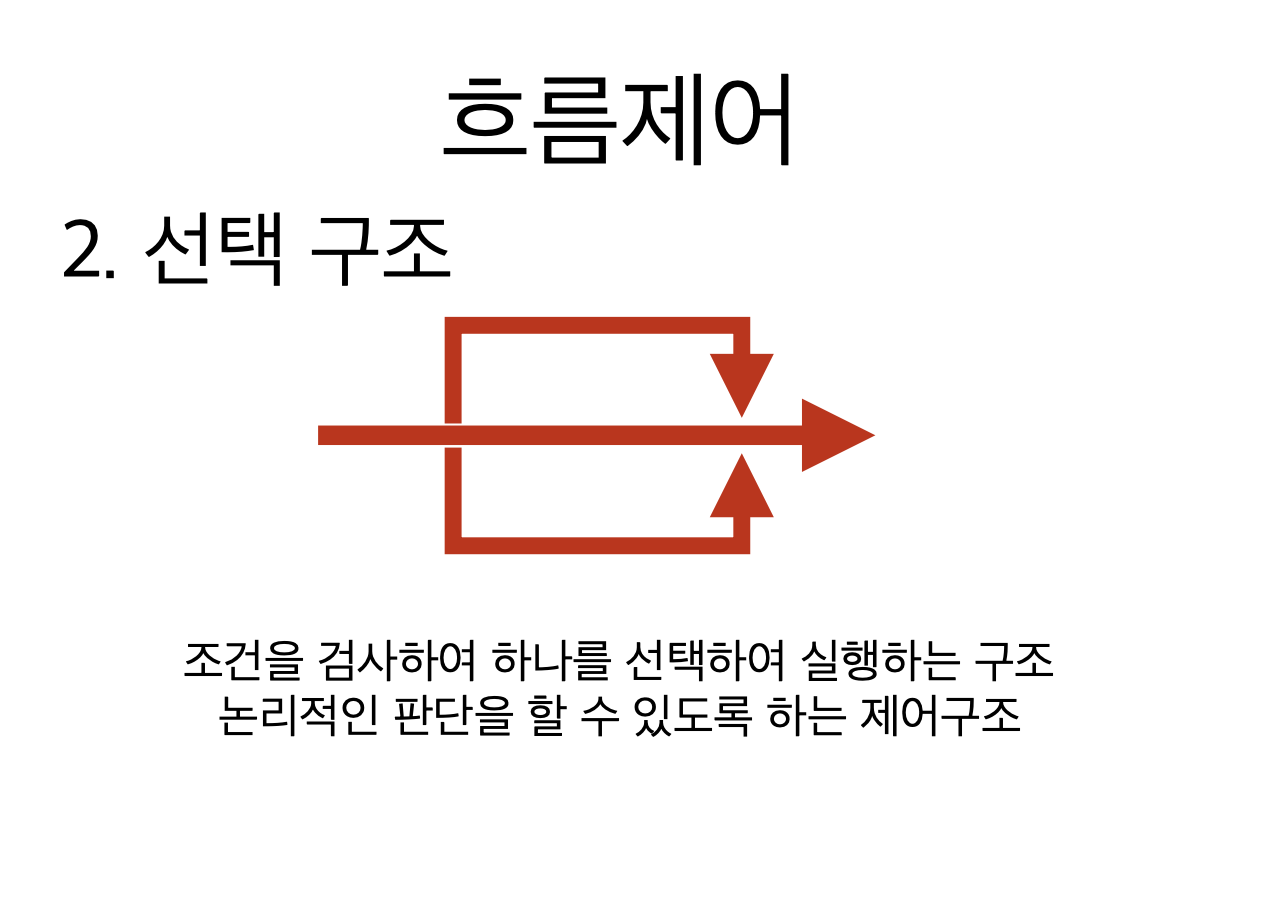 흐름제어
2. 선택 구조
조건을 검사하여 하나를 선택하여 실행하는 구조
논리적인 판단을 할 수 있도록 하는 제어구조